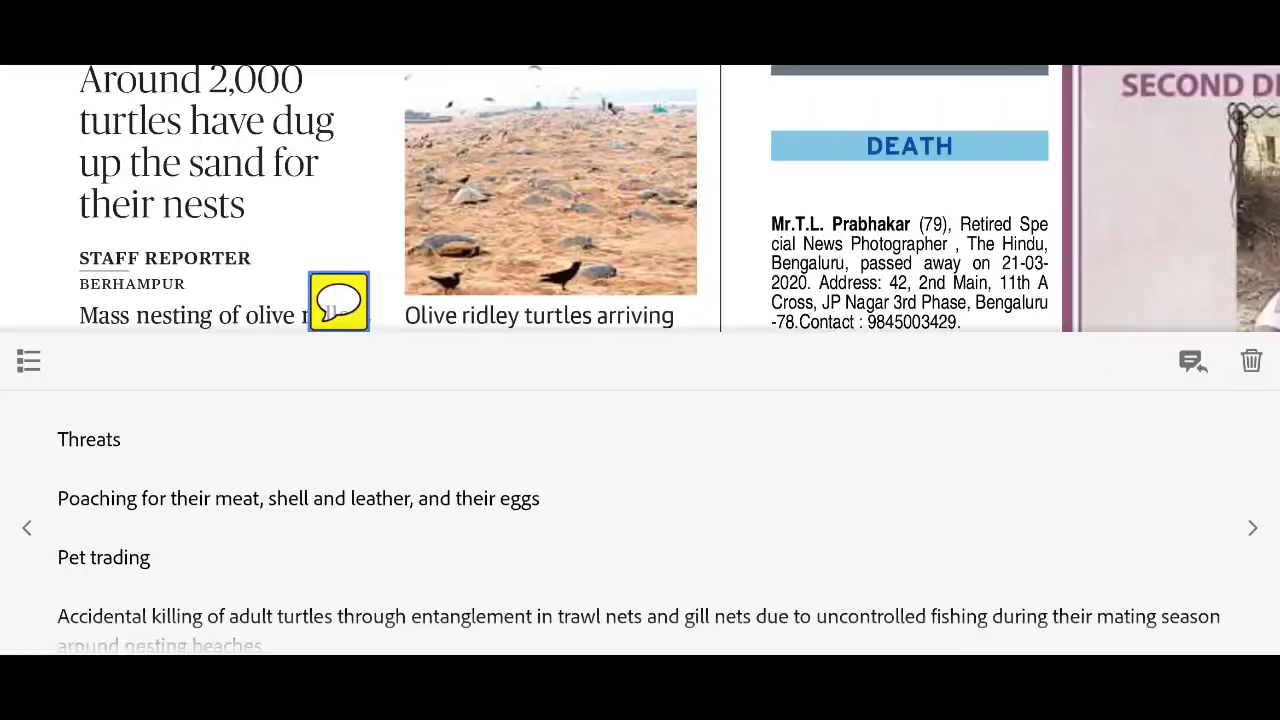 Around 2,000
turtles have dug
up the sand for
their nests
STAFF REPORTER
BERHAMPUR
Mass nesting of olive
Olive ridley turtles arriving
DEATH
Mr.T.L. Prabhakar (79), Retired Spe
cial News Photographer , The Hindu,
Bengaluru, passed away on 21-03-
2020. Address: 42, 2nd Main, 11th A
Cross, JP Nagar 3rd Phase, Bengaluru
-78.Contact : 9845003429.
SECOND
Threats
Poaching for their meat, shell and leather, and their eggs
Pet trading
Accidental killing of adult turtles through entanglement in trawl nets and gill nets due to uncontrolled fishing during their mating season
around nesting beaches